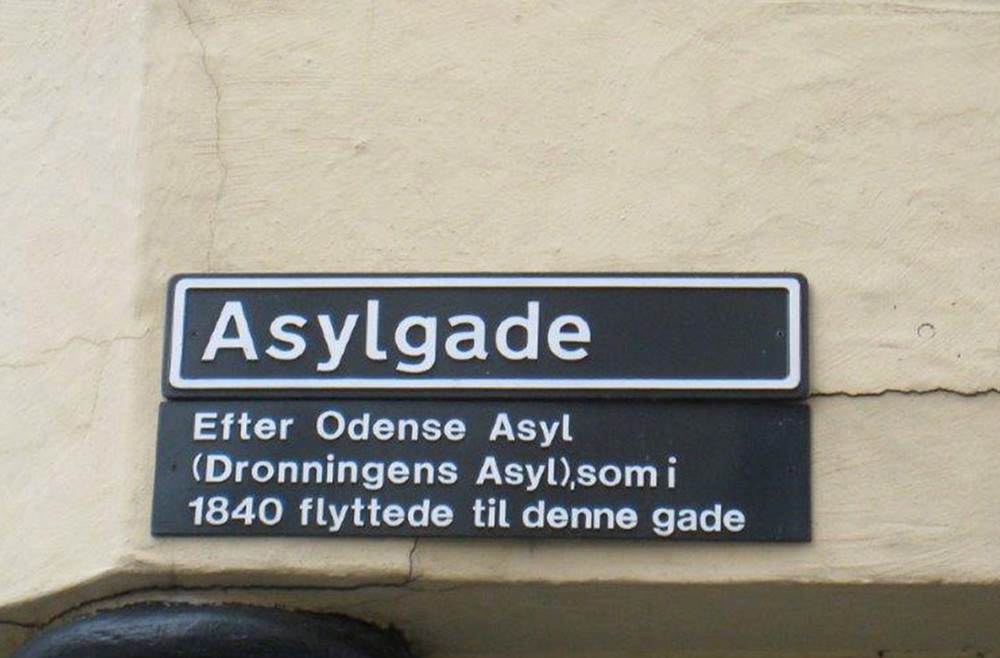 Asylgade
Efter Odense Asyl
(Dronningens Asyl),som i
1840 flyttede til denne gade